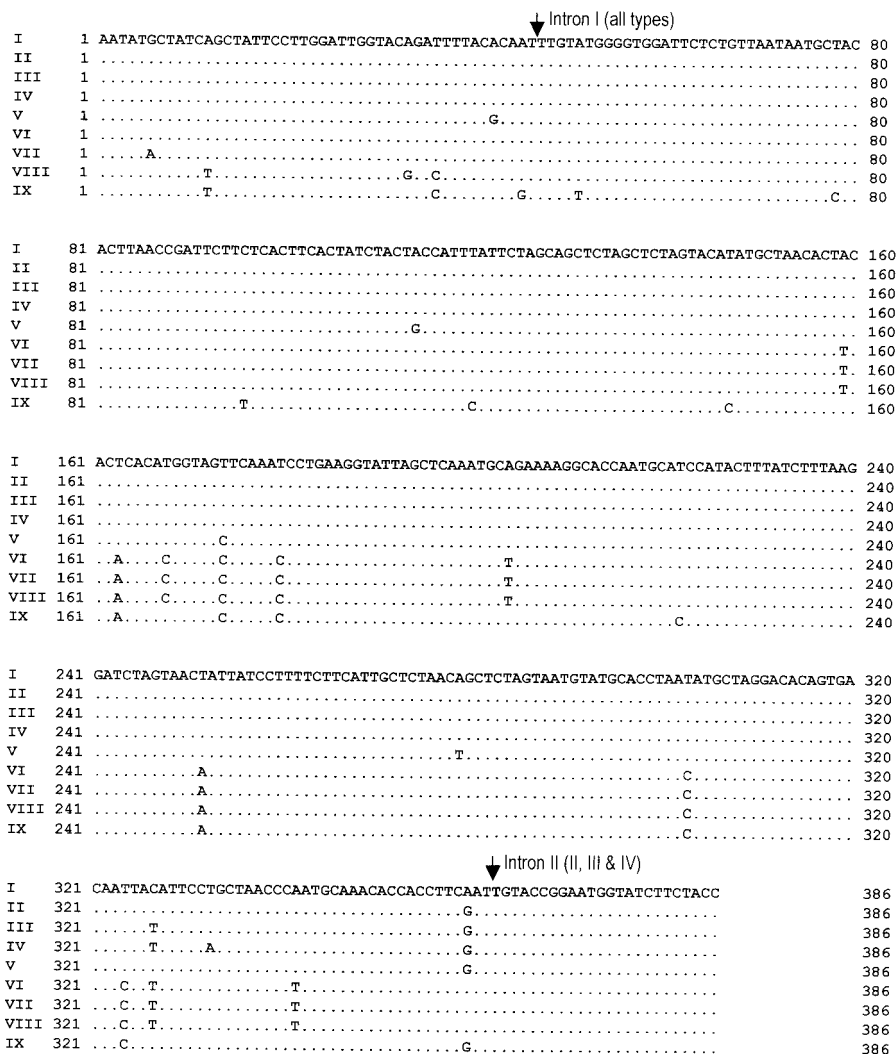 Intron I (all types)
I 1 AATATGCTATCAGCTATTCCTTGGATTGGTACAGATTTTACACAATTTGTATGGGGTGGATTCTCTGTTAATAATGCTAC 80
II 1 ................................................................................ 80
III 1 ................................................................................ 80
IV 1 ................................................................................ 80
V 1 .........................................G...................................... 80
VI 1 ................................................................................ 80
VII 1 .....A.......................................................................... 80
VIII 1 ...........T....................G..C............................................ 80
IX 1 ...........T.......................C........G.....T..........................C.. 80
I 81 ACTTAACCGATTCTTCTCACTTCACTATCTACTACCATTTATTCTAGCAGCTCTAGCTCTAGTACATATGCTAACACTAC 160
II 81 ................................................................................ 160
III 81 ................................................................................ 160
IV 81 ................................................................................ 160
V 81 .................................G.............................................. 160
VI 81 ..............................................................................T. 160
VII 81 ..............................................................................T. 160
VIII 81 ..............................................................................T. 160
IX 81 ...............T.......................C..........................C............. 160
I 161 ACTCACATGGTAGTTCAAATCCTGAAGGTATTAGCTCAAATGCAGAAAAGGCACCAATGCATCCATACTTTATCTTTAAG 240
II 161 ................................................................................ 240
III 161 ................................................................................ 240
IV 161 ................................................................................ 240
V 161 .............C.................................................................. 240
VI 161 ..A....C.....C.....C.......................T.................................... 240
VII 161 ..A....C.....C.....C.......................T.................................... 240
VIII 161 ..A....C.....C.....C.......................T.................................... 240
IX 161 ..A..........C.....C.........................................C.................. 240
I 241 GATCTAGTAACTATTATCCTTTTCTTCATTGCTCTAACAGCTCTAGTAATGTATGCACCTAATATGCTAGGACACAGTGA 320
II 241 ................................................................................ 320
III 241 ................................................................................ 320
IV 241 ................................................................................ 320
V 241 ......................................T......................................... 320
VI 241 ...........A..................................................C................. 320
VII 241 ...........A..................................................C................. 320
VIII 241 ...........A..................................................C................. 320
IX 241 ...........A..................................................C................. 320
Intron II (II, III & IV)
I 321 CAATTACATTCCTGCTAACCCAATGCAAACACCACCTTCAATTGTACCGGAATGGTATCTTCTACC 386
II 321 .......................................G.......................... 386
III 321 ......T................................G.......................... 386
IV 321 ......T.....A..........................G.......................... 386
V 321 .......................................G.......................... 386
VI 321 ...C..T..............T............................................ 386
VII 321 ...C..T..............T............................................ 386
VIII 321 ...C..T..............T............................................ 386
IX 321 ...C...................................G.......................... 386